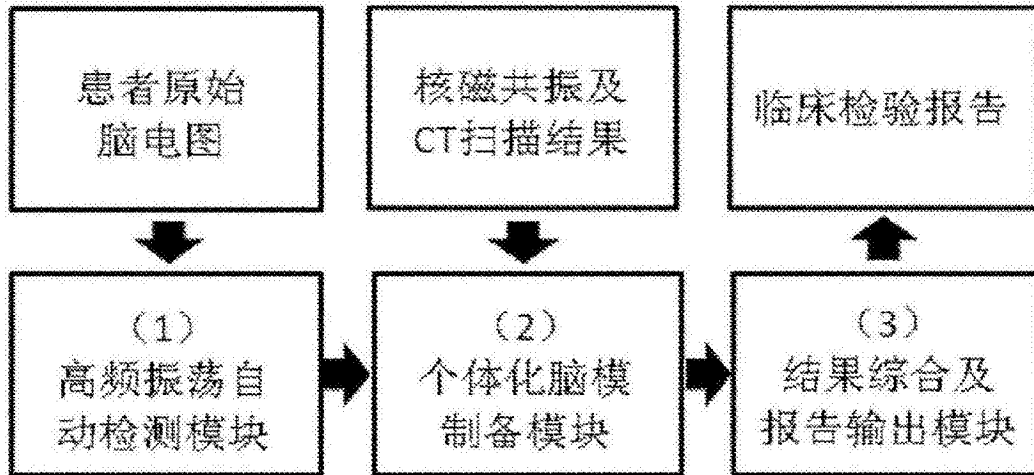 患者原始
脑电图
核磁共振及
CT扫描结果
临床检验报告
（1）
高频振荡自
动检测模块
（2）
个体化脑模
制备模块
（3）
结果综合及
报告输出模块